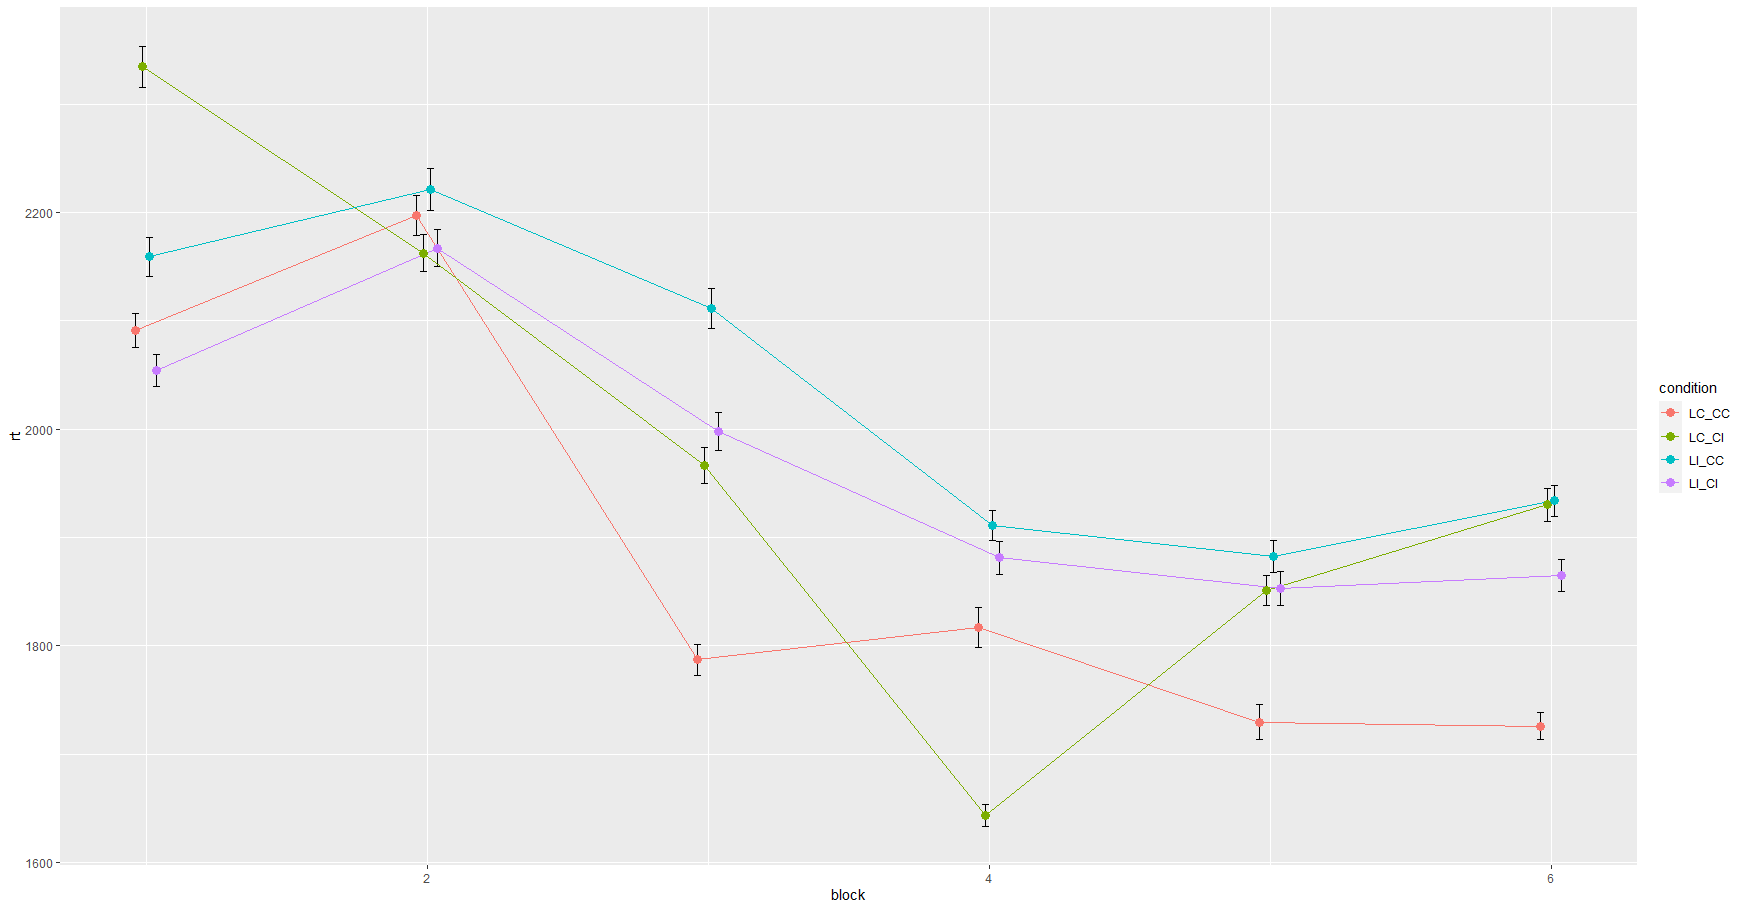 rt
2200
2000
1800
1600
2
4
6
block
condition
LC_CC
LC_CI
LI_CC
LI_CI